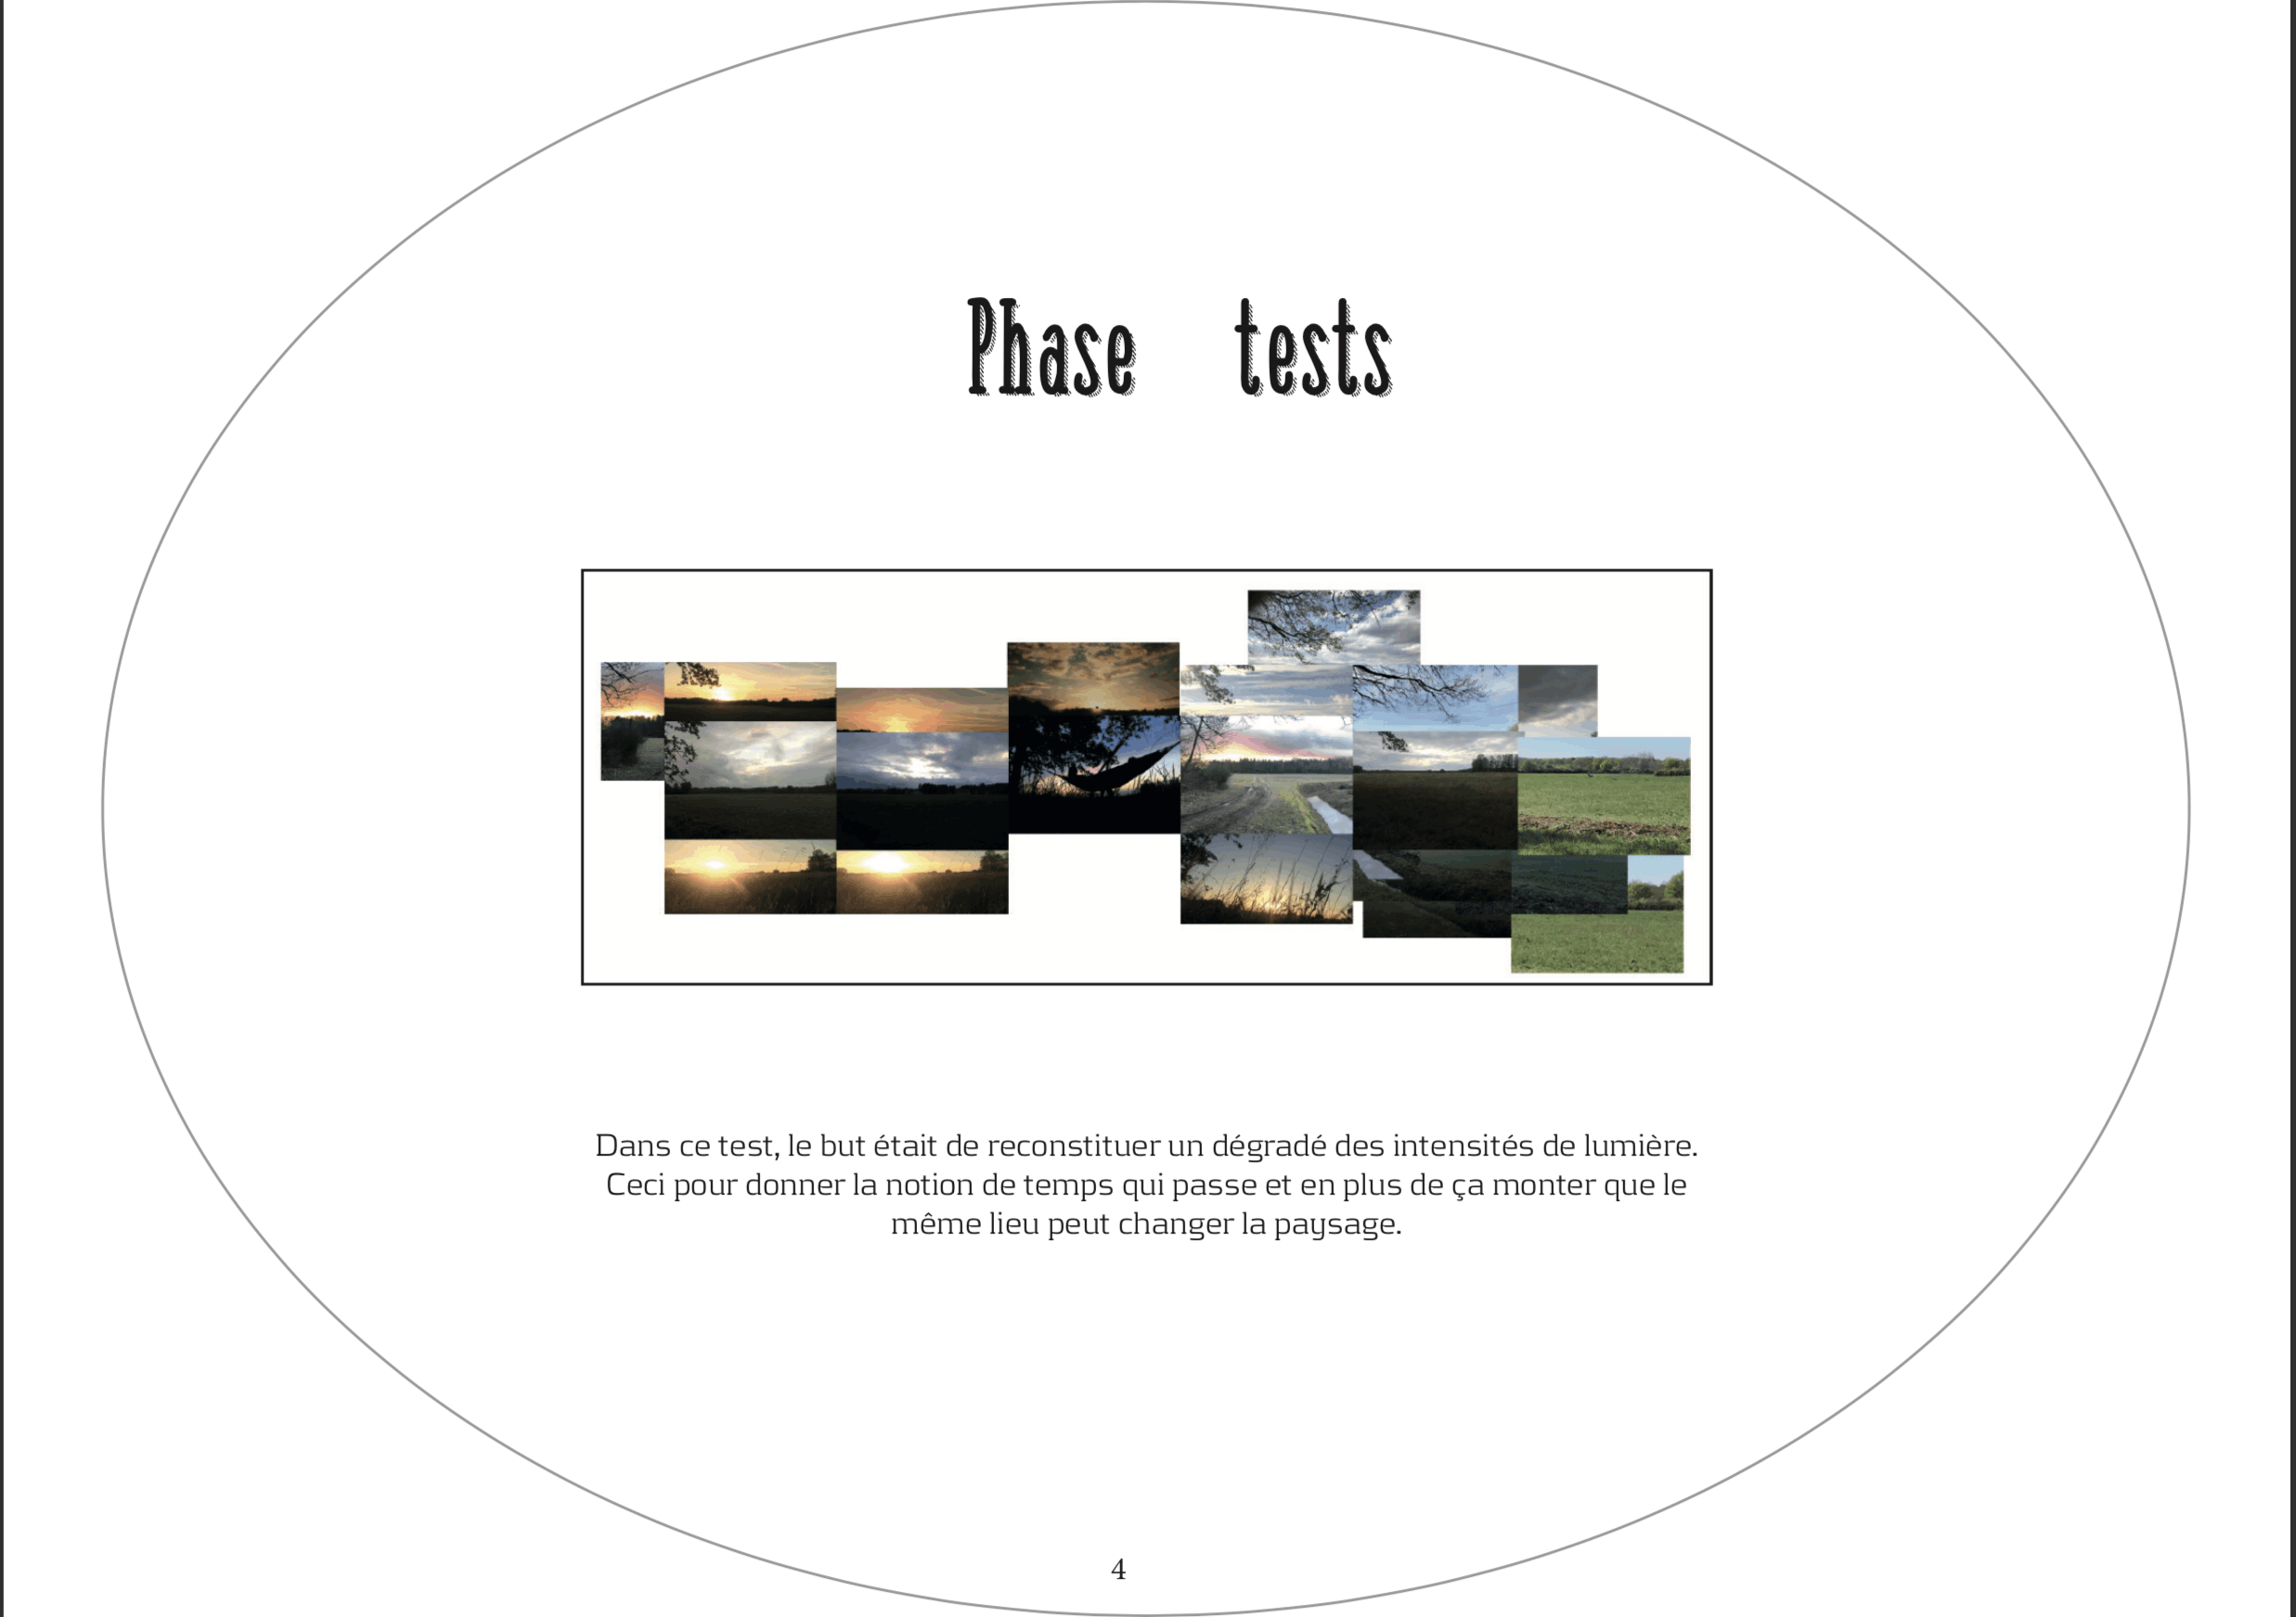 Phase tests
Dans ce test, le but était de reconstituer un dégradé des intensités de lumière.
Ceci pour donner la notion de temps qui passe et en plus de ça monter que le
même lieu peut changer la paysage.
4